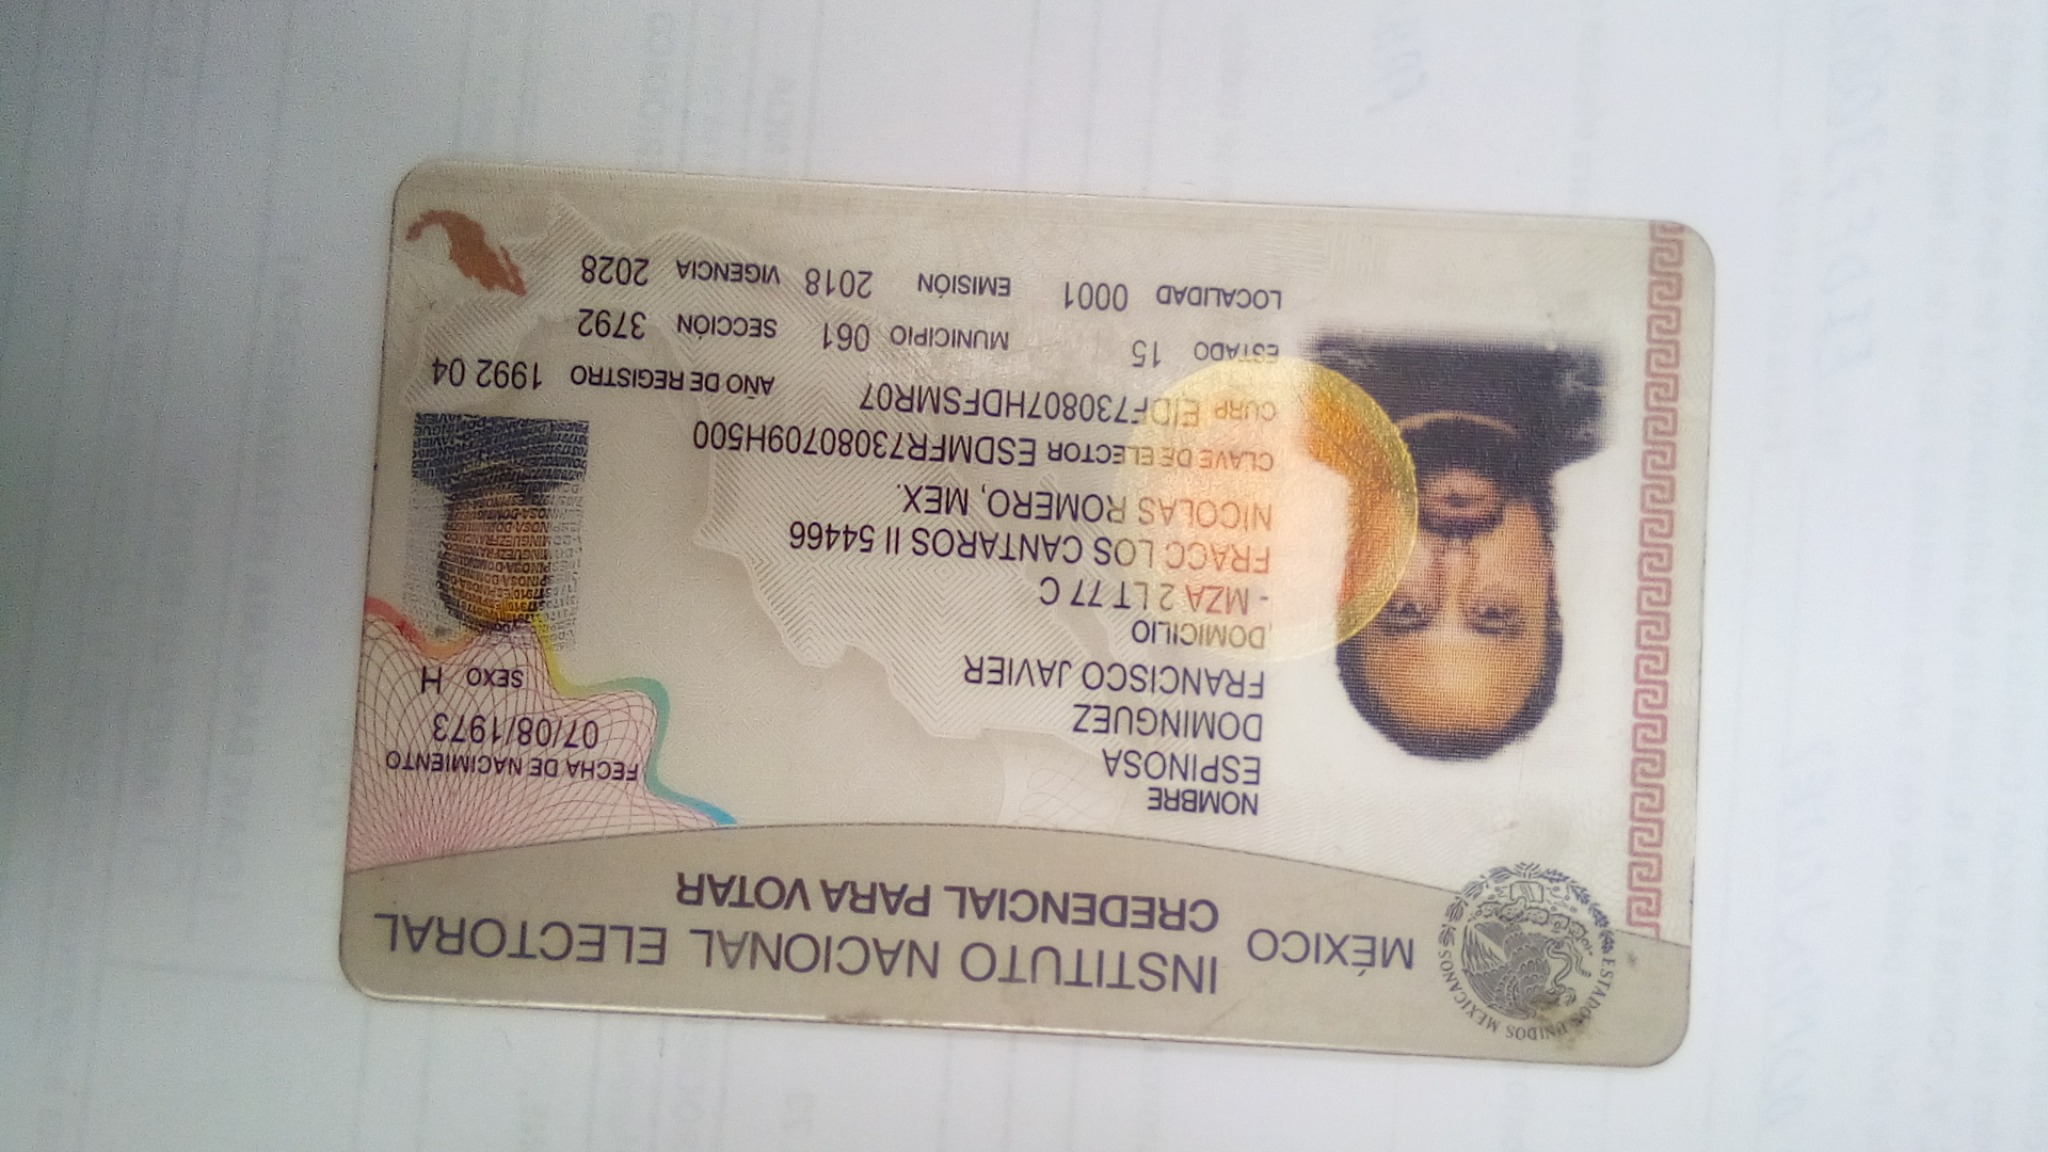 MÉXICO INSTITUTO NACIONAL ELECTORAL
CREDENCIAL PARA VOTAR
ESTADOS UNIDOS MEXICANOS
NOMBRE
ESPINOSA
DOMINGUEZ
FRANCISCO JAVIER
FECHA DE NACIMIENTO
07/08/1973
SEXO H
DOMICILIO
- MZA 2 LT 77 C
FRACC LOS CANTAROS II 54466
NICOLAS ROMERO, MEX.
CLAVE DE ELECTOR ESDMFR73080709H500
CURP EIDF730807HDFSMR07 AÑO DE REGISTRO 1992 04
ESTADO 15 MUNICIPIO 061 SECCIÓN 3792
LOCALIDAD 0001 EMISIÓN 2018 VIGENCIA 2028